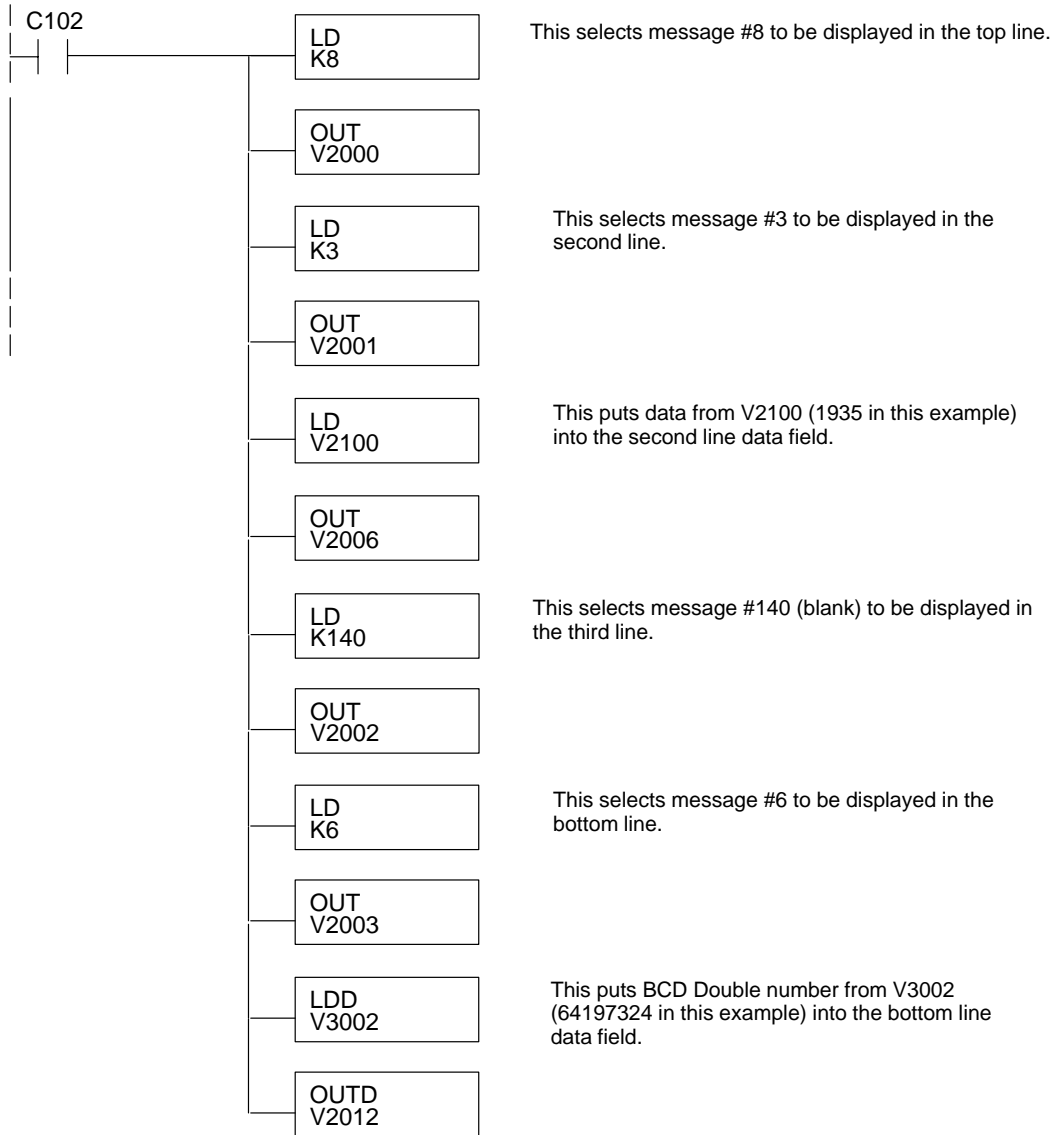 C102
LD
K8
This selects message #8 to be displayed in the top line.
OUT
V2000
LD
K3
This selects message #3 to be displayed in the
second line.
OUT
V2001
LD
V2100
This puts data from V2100 (1935 in this example)
into the second line data field.
OUT
V2006
LD
K140
This selects message #140 (blank) to be displayed in
the third line.
OUT
V2002
LD
K6
This selects message #6 to be displayed in the
bottom line.
OUT
V2003
LDD
V3002
This puts BCD Double number from V3002
(64197324 in this example) into the bottom line
data field.
OUTD
V2012